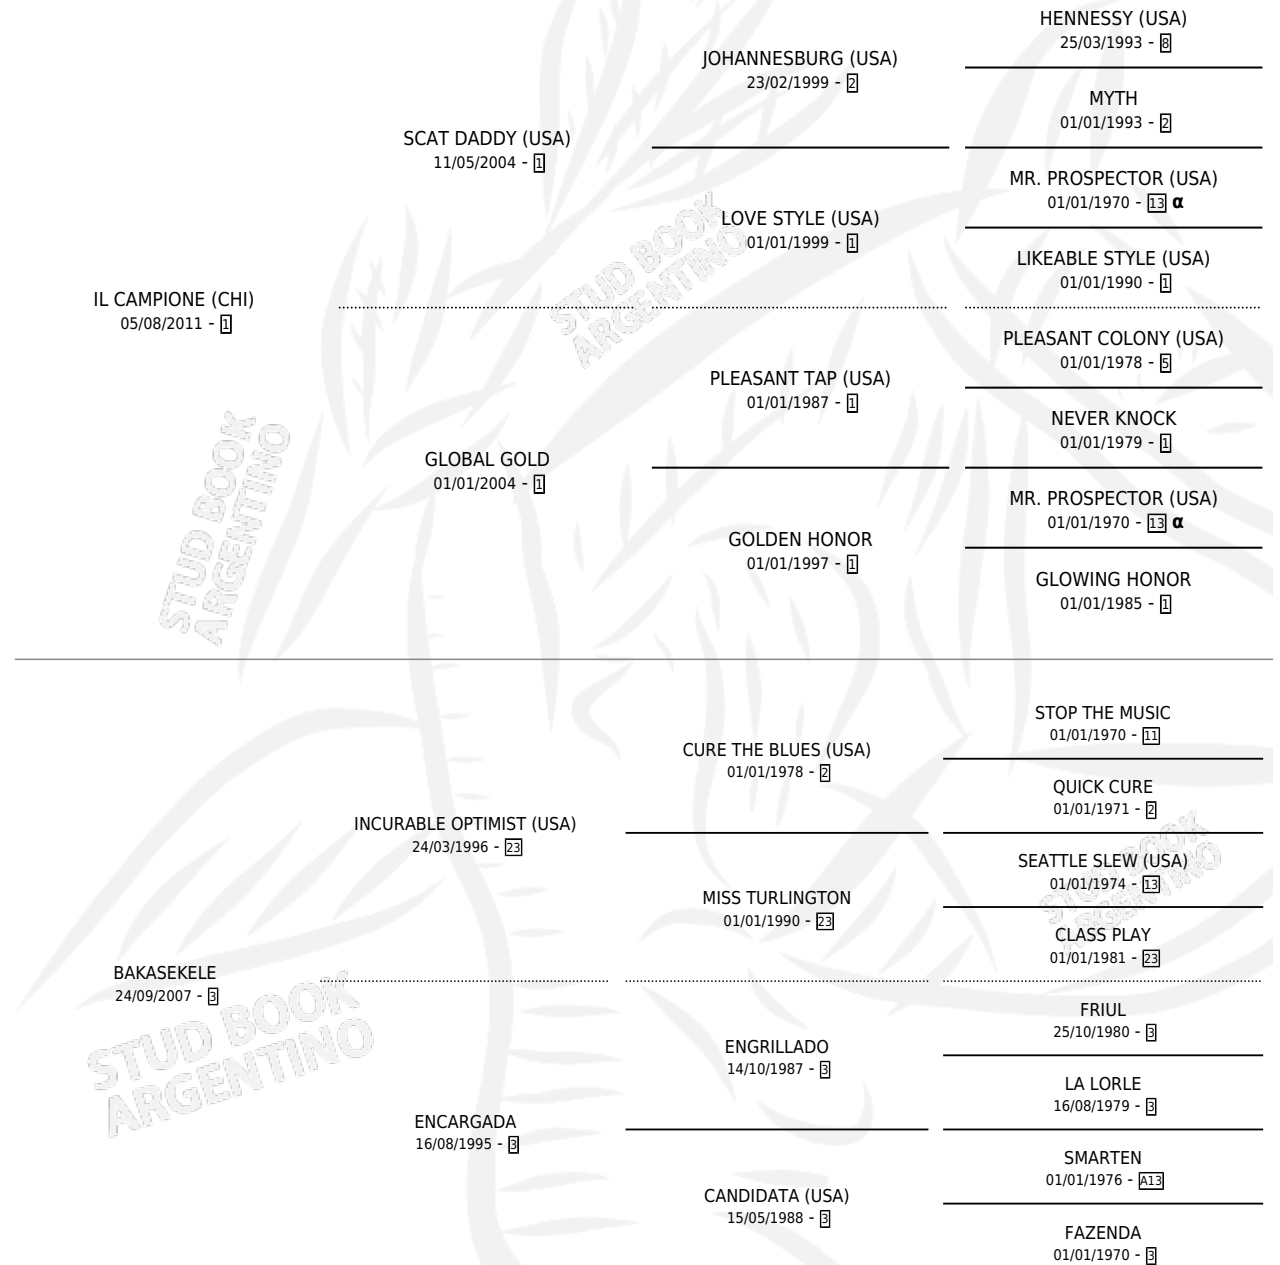 HENNESSY (USA)
25/03/1993 - 8
JOHANNESBURG (USA)
23/02/1999 - 2
MYTH
01/01/1993 - 2
SCAT DADDY (USA)
11/05/2004 - 1
MR. PROSPECTOR (USA)
01/01/1970 - 13 α
LOVE STYLE (USA)
01/01/1999 - 1
LIKEABLE STYLE (USA)
01/01/1990 - 1
STUD BOOK
ARGENTINO
IL CAMPIONE (CHI)
05/08/2011 - 1
PLEASANT COLONY (USA)
01/01/1978 - 5
PLEASANT TAP (USA)
01/01/1987 - 1
NEVER KNOCK
01/01/1979 - 1
GLOBAL GOLD
01/01/2004 - 1
MR. PROSPECTOR (USA)
01/01/1970 - 13 α
STUD BOOK
ARGENTINO
GOLDEN HONOR
01/01/1997 - 1
GLOWING HONOR
01/01/1985 - 1
STOP THE MUSIC
01/01/1970 - 11
CURE THE BLUES (USA)
01/01/1978 - 2
QUICK CURE
01/01/1971 - 2
INCURABLE OPTIMIST (USA)
24/03/1996 - 23
SEATTLE SLEW (USA)
01/01/1974 - 13
STUD BOOK
ARGENTINO
MISS TURLINGTON
01/01/1990 - 23
CLASS PLAY
01/01/1981 - 23
BAKASEKELE
24/09/2007 - 3
STUD BOOK
ARGENTINO
FRIUL
25/10/1980 - 3
ENGRILLADO
14/10/1987 - 3
LA LORLE
16/08/1979 - 3
ENCARGADA
16/08/1995 - 3
SMARTEN
01/01/1976 - A13
CANDIDATA (USA)
15/05/1988 - 3
FAZENDA
01/01/1970 - 3